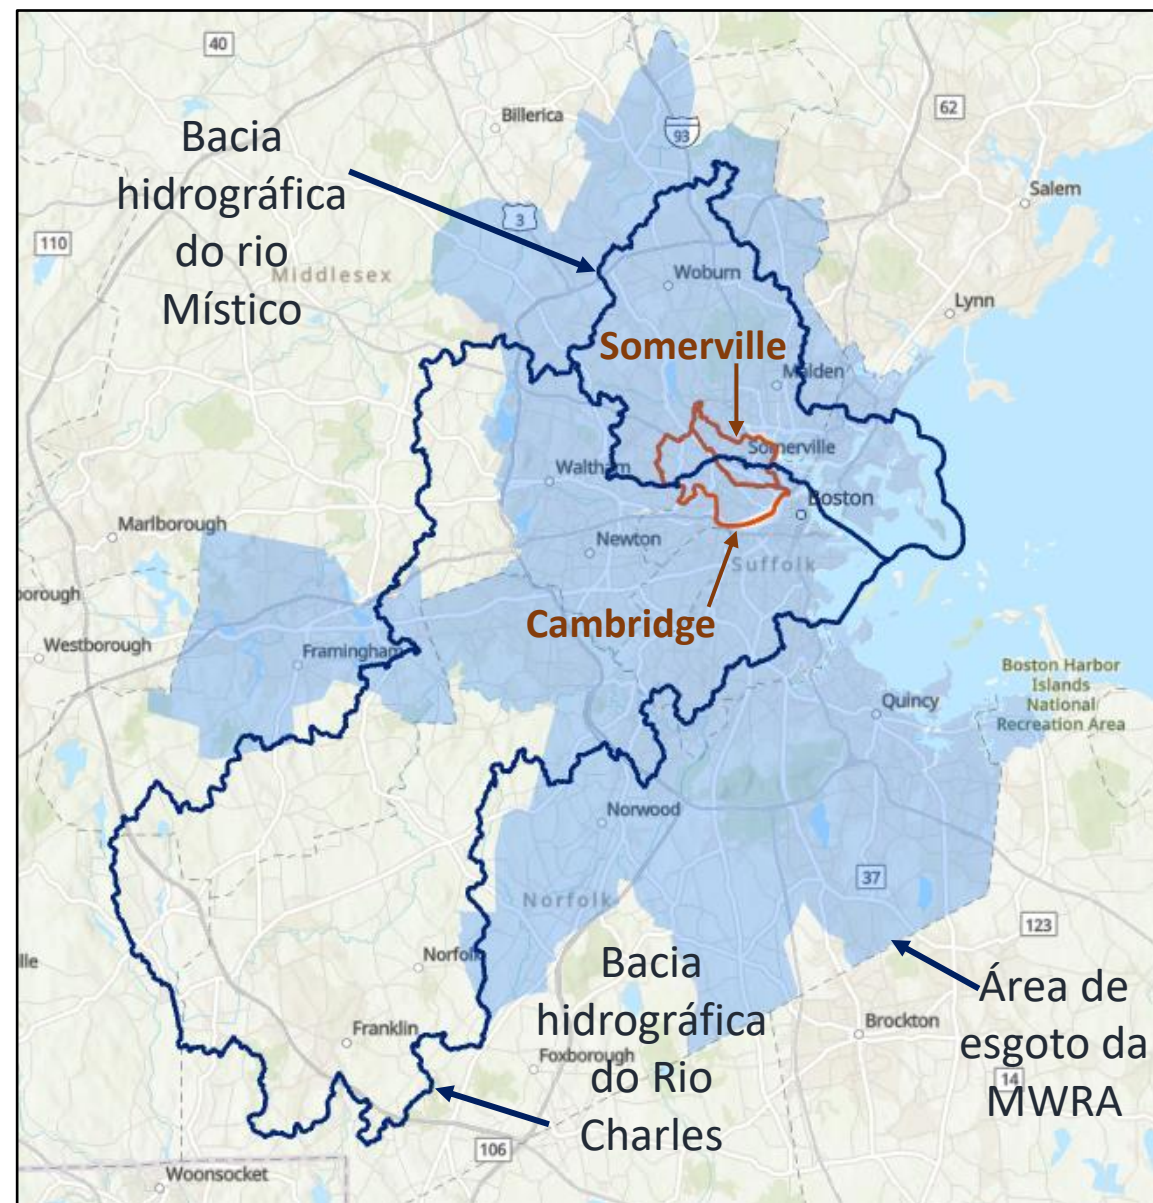 40
62
Billerica
93
Bacia
hidrográfica
do rio
Místico
Salem
3
110
Middlesex
Woburn
Lynn
Somerville
Malden
Somerville
Waltham
Boston
Marlborough
Newton
Suffolk
borough
Cambridge
Westborough
Framingham
Boston Harbor
Islands
National
Recreation Area
Quincy
Norwood
37
Norfolk
123
lle
Norfolk
Bacia
hidrográfica
do Rio
Charles
Área de
esgoto da
MWRA
Franklin
Brockton
Foxborough
14
106
Woonsocket